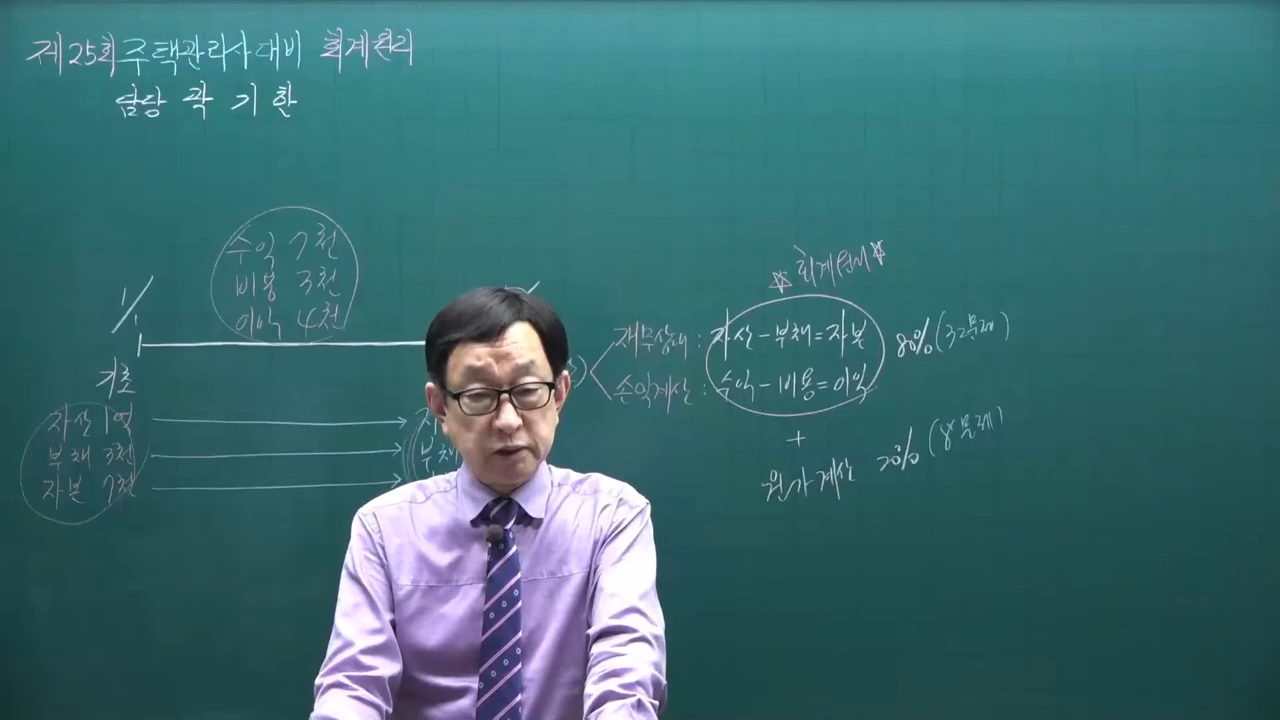 제25회 주택관리사대비 회계원리
담당 곽기환
수익 7천
비용 3천
이익 4천
1/1
기초
자산 1억
부채 3천
자본 7천
부채
회계원리
재무상태 : 자산-부채=자본 80% (32문제)
손익계산 : 수익-비용=이익
+
원가계산 20% (8문제)